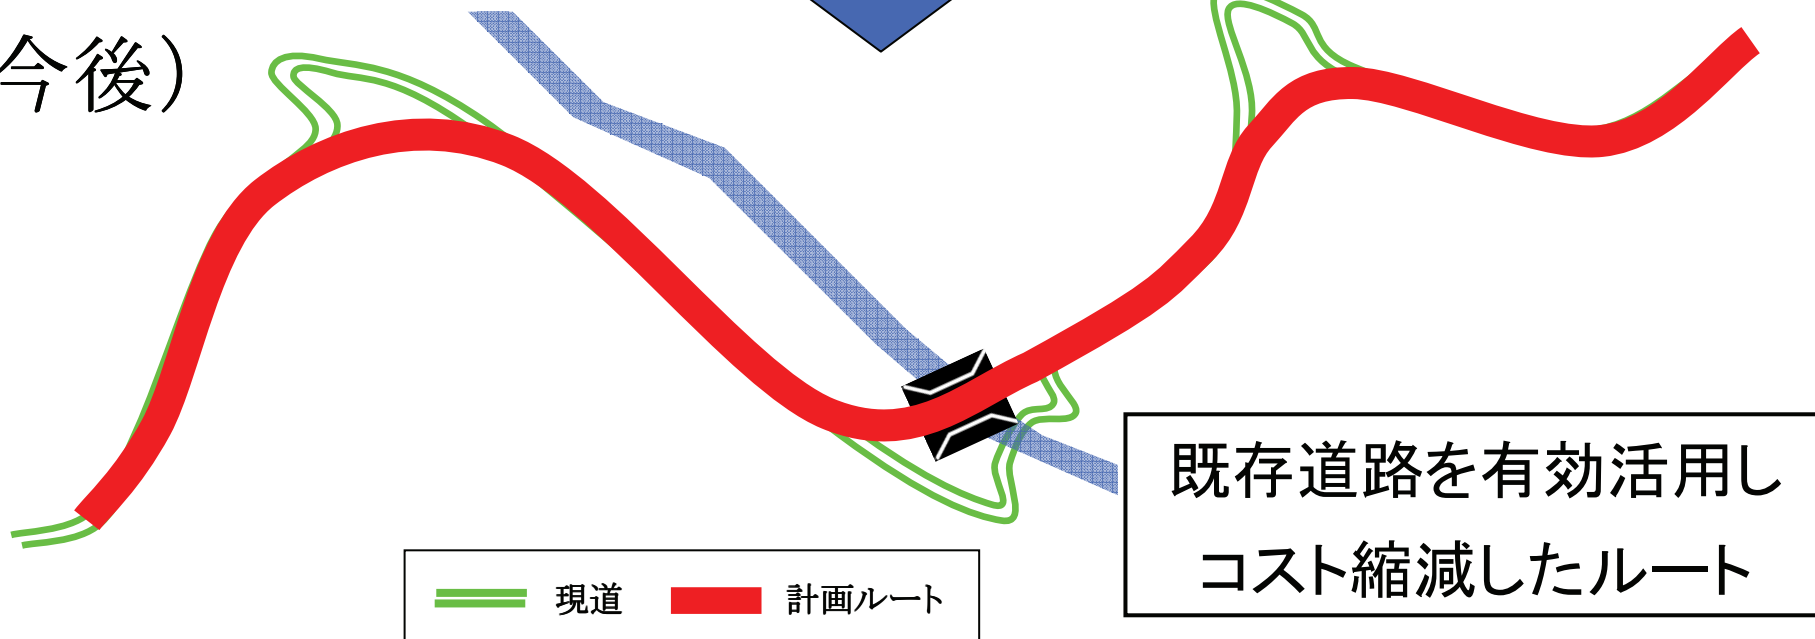 今後）
既存道路を有効活用し
コスト縮減したルート
現道
計画ルート